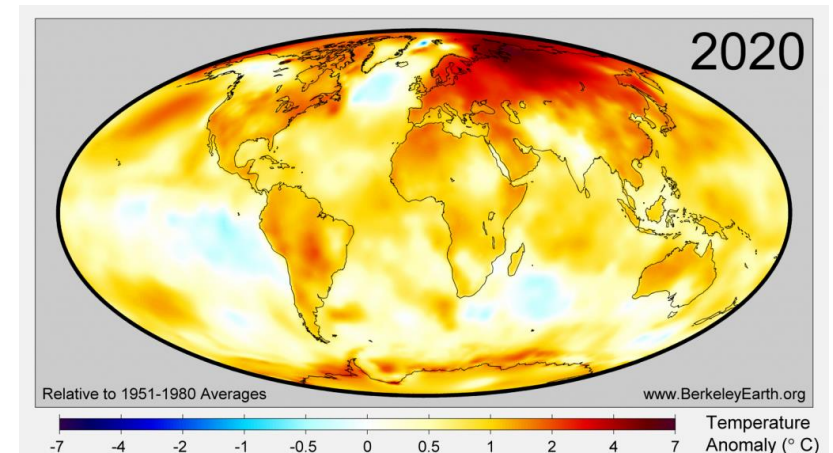 2020
Relative to 1951-1980 Averages
www.BerkeleyEarth.org
-7 -4 -2 -1 -0.5 0 0.5 1 2 4 7
Temperature
Anomaly (° C)